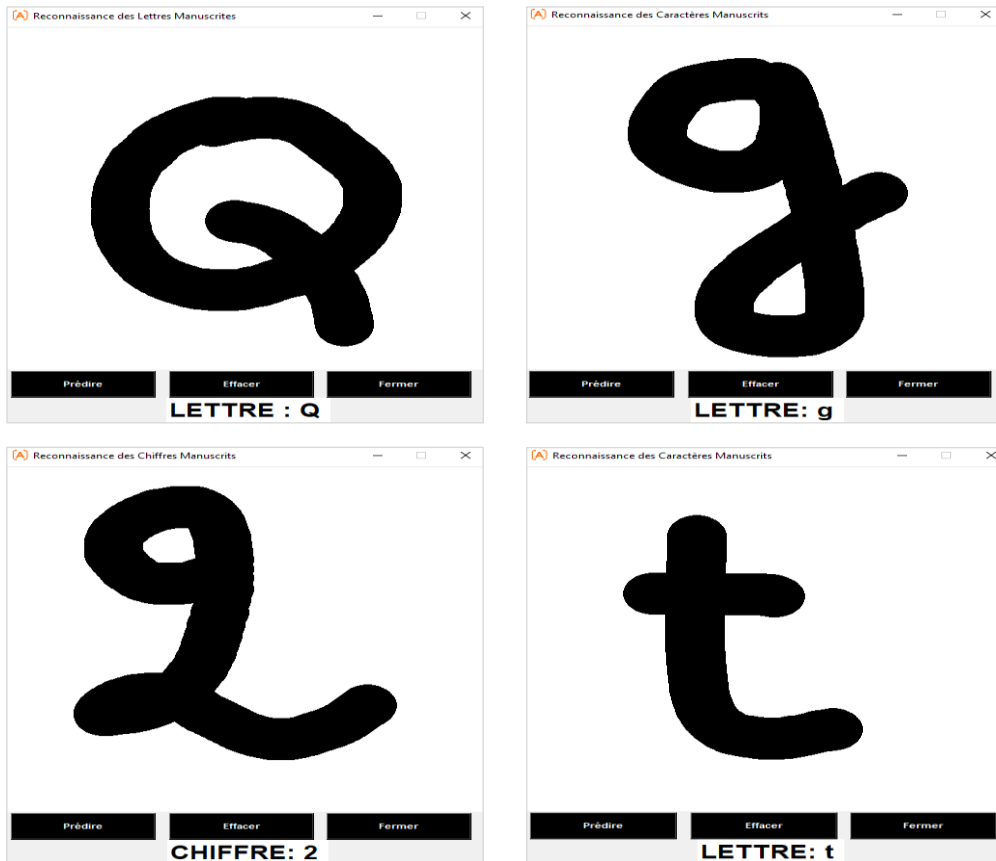 Reconnaissance des Lettres Manuscrites
Q
Prédire Effacer Fermer
LETTRE : Q
Reconnaissance des Caractères Manuscrits
g
Prédire Effacer Fermer
LETTRE: g
Reconnaissance des Chiffres Manuscrits
2
Prédire Effacer Fermer
CHIFFRE: 2
Reconnaissance des Caractères Manuscrits
t
Prédire Effacer Fermer
LETTRE: t